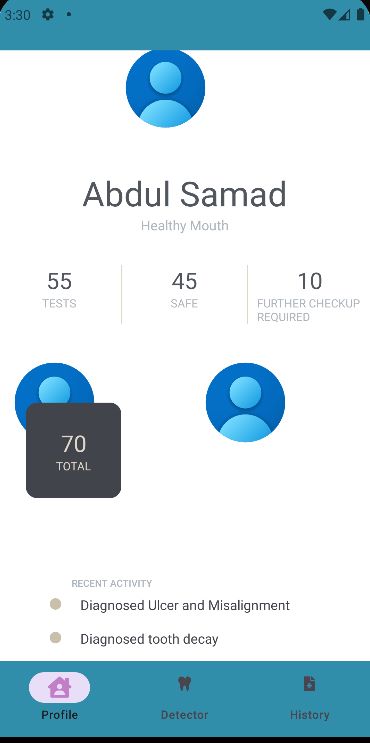 3:30
Abdul Samad
Healthy Mouth
55
TESTS
45
SAFE
10
FURTHER CHECKUP
REQUIRED
70
TOTAL
RECENT ACTIVITY
Diagnosed Ulcer and Misalignment
Diagnosed tooth decay
Profile
Detector
History